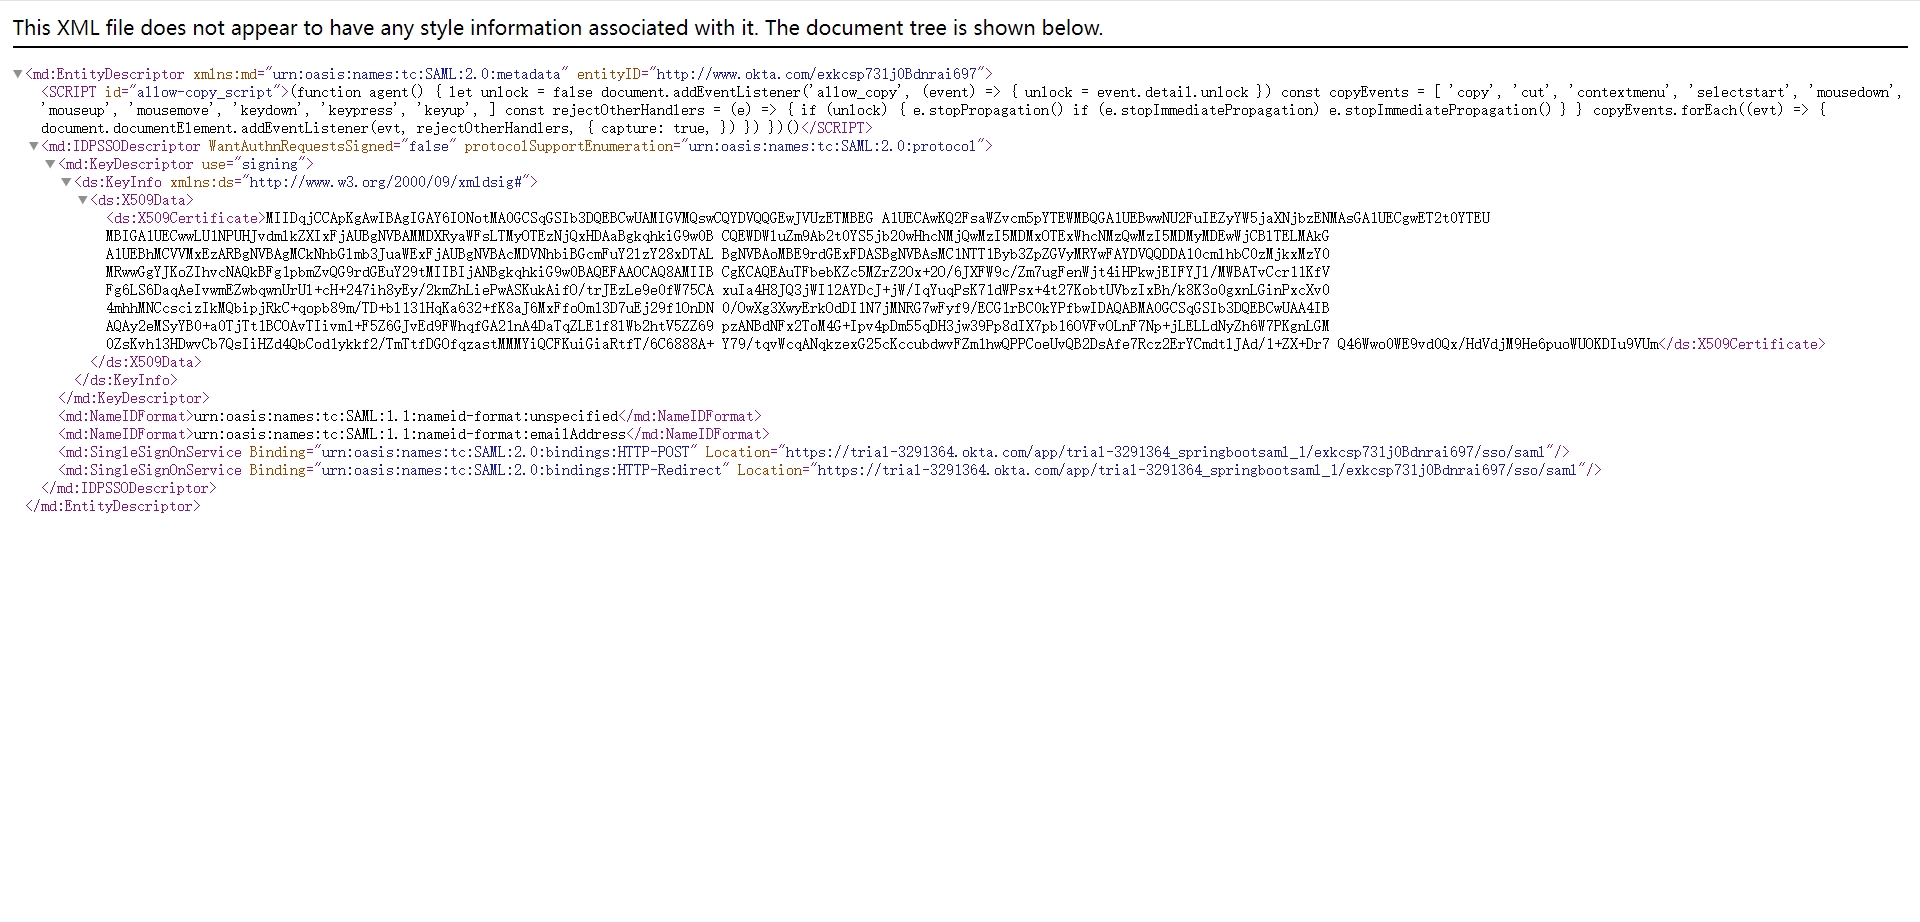 This XML file does not appear to have any style information associated with it. The document tree is shown below.
▼<md:EntityDescriptor xmlns:md="urn:oasis:names:tc:SAML:2.0:metadata" entityID="http://www.okta.com/exkcsp731j0Bdnrai697">
<SCRIPT id="allow-copy_script">(function agent() { let unlock = false document.addEventListener('allow_copy', (event) => { unlock = event.detail.unlock }) const copyEvents = [ 'copy', 'cut', 'contextmenu', 'selectstart', 'mousedown',
'mouseup', 'mousemove', 'keydown', 'keypress', 'keyup', ] const rejectOtherHandlers = (e) => { if (unlock) { e.stopPropagation() if (e.stopImmediatePropagation) e.stopImmediatePropagation() } } copyEvents.forEach((evt) => {
document.documentElement.addEventListener(evt, rejectOtherHandlers, { capture: true, }) }) })()</SCRIPT>
▼<md:IDPSSODescriptor WantAuthnRequestsSigned="false" protocolSupportEnumeration="urn:oasis:names:tc:SAML:2.0:protocol">
▼<md:KeyDescriptor use="signing">
▼<ds:KeyInfo xmlns:ds="http://www.w3.org/2000/09/xmldsig#">
▼<ds:X509Data>
<ds:X509Certificate>MIIDqjCCApKgAwIBAgIGAY6IONotMA0GCSqGSIb3DQEBCwUAMIGVMQswCQYDVQQGEwJVUzETMBEG A1UECAwKQ2FsaWZvcm5pYTEWMBQGA1UEBwwNU2FuIEZyYW5jaXNjbzENMAsGA1UECgwET2t0YTEU
MBIGA1UECwwLU1NPUHJvdmlkZXIxFjAUBgNVBAMMDXRyaWFsLTMyOTEzNjQxHDAaBgkqhkiG9w0B CQEWDW1uZm9Ab2t0YS5jb20wHhcNMjQwMzI5MDMxOTExWhcNMzQwMzI5MDMyMDEwWjCB1TELMAkG
A1UEBhMCVVMxEzARBgNVBAgMCkNhbGlmb3JuaWExFjAUBgNVBAcMDVNhbiBGcmFuY2lzY28xDTAL BgNVBAoMBE9rdGExFDASBgNVBAsMC1NTT1Byb3ZpZGVyMRYwFAYDVQQDDA10cmlhbC0zMjkxMzY0
MRwwGgYJKoZIhvcNAQkBFg1pbmZvQG9rdGEuY29tMIIBIjANBgkqhkiG9w0BAQEFAAOCAQ8AMIIB CgKCAQEAuTFbebKZc5MZrZ2Ox+2O/6JXFW9c/Zm7ugFenWjt4iHPkwjEIFYJ1/MWBATvCcr11KfV
Fg6LS6DaqAeIvwmEZwbqwnUrU1+cH+247ih8yEy/2kmZhLiePwASKukAifO/trJEzLe9e0fW75CA xuIa4H8JQ3jWI12AYDcJ+jW/IqYuqPsK71dWPsx+4t27KobtUVbzIxBh/k8K3o0gxnLGinPxcXv0
4mhhMNCcscizIkMQbipjRkC+qopb89m/TD+b1131HqKa632+fK8aJ6MxFfoOm13D7uEj29f1OnDN 0/OwXg3XwyErkOdDI1N7jMNRG7wFyf9/ECG1rBC0kYPfbwIDAQABMA0GCSqGSIb3DQEBCwUAA4IB
AQAy2eMSyYB0+a0TJTt1BCOAvTIivm1+F5Z6GJvEd9FWhqfGA21nA4DaTqZLE1f81Wb2htV5ZZ69 pzANBdNFx2ToM4G+Ipv4pDm55qDH3jw39Pp8dIX7pb16OVFvOLnF7Np+jLELLdNyZh6W7PKgnLGM
0ZsKvh13HDwvCb7QsIiHZd4QbCod1ykkf2/TmTtfDGOfqzastMMMYiQCFKuiGiaRtfT/6C6888A+ Y79/tqvWcqANqkzexG25cKccubdwvFZm1hwQPPCoeUvQB2DsAfe7Rcz2ErYCmdt1JAd/1+ZX+Dr7 Q46Wwo0WE9vd0Qx/HdVdjM9He6puoWUOKDIu9VUm</ds:X509Certificate>
</ds:X509Data>
</ds:KeyInfo>
</md:KeyDescriptor>
<md:NameIDFormat>urn:oasis:names:tc:SAML:1.1:nameid-format:unspecified</md:NameIDFormat>
<md:NameIDFormat>urn:oasis:names:tc:SAML:1.1:nameid-format:emailAddress</md:NameIDFormat>
<md:SingleSignOnService Binding="urn:oasis:names:tc:SAML:2.0:bindings:HTTP-POST" Location="https://trial-3291364.okta.com/app/trial-3291364_springbootsaml_1/exkcsp731j0Bdnrai697/sso/saml"/>
<md:SingleSignOnService Binding="urn:oasis:names:tc:SAML:2.0:bindings:HTTP-Redirect" Location="https://trial-3291364.okta.com/app/trial-3291364_springbootsaml_1/exkcsp731j0Bdnrai697/sso/saml"/>
</md:IDPSSODescriptor>
</md:EntityDescriptor>